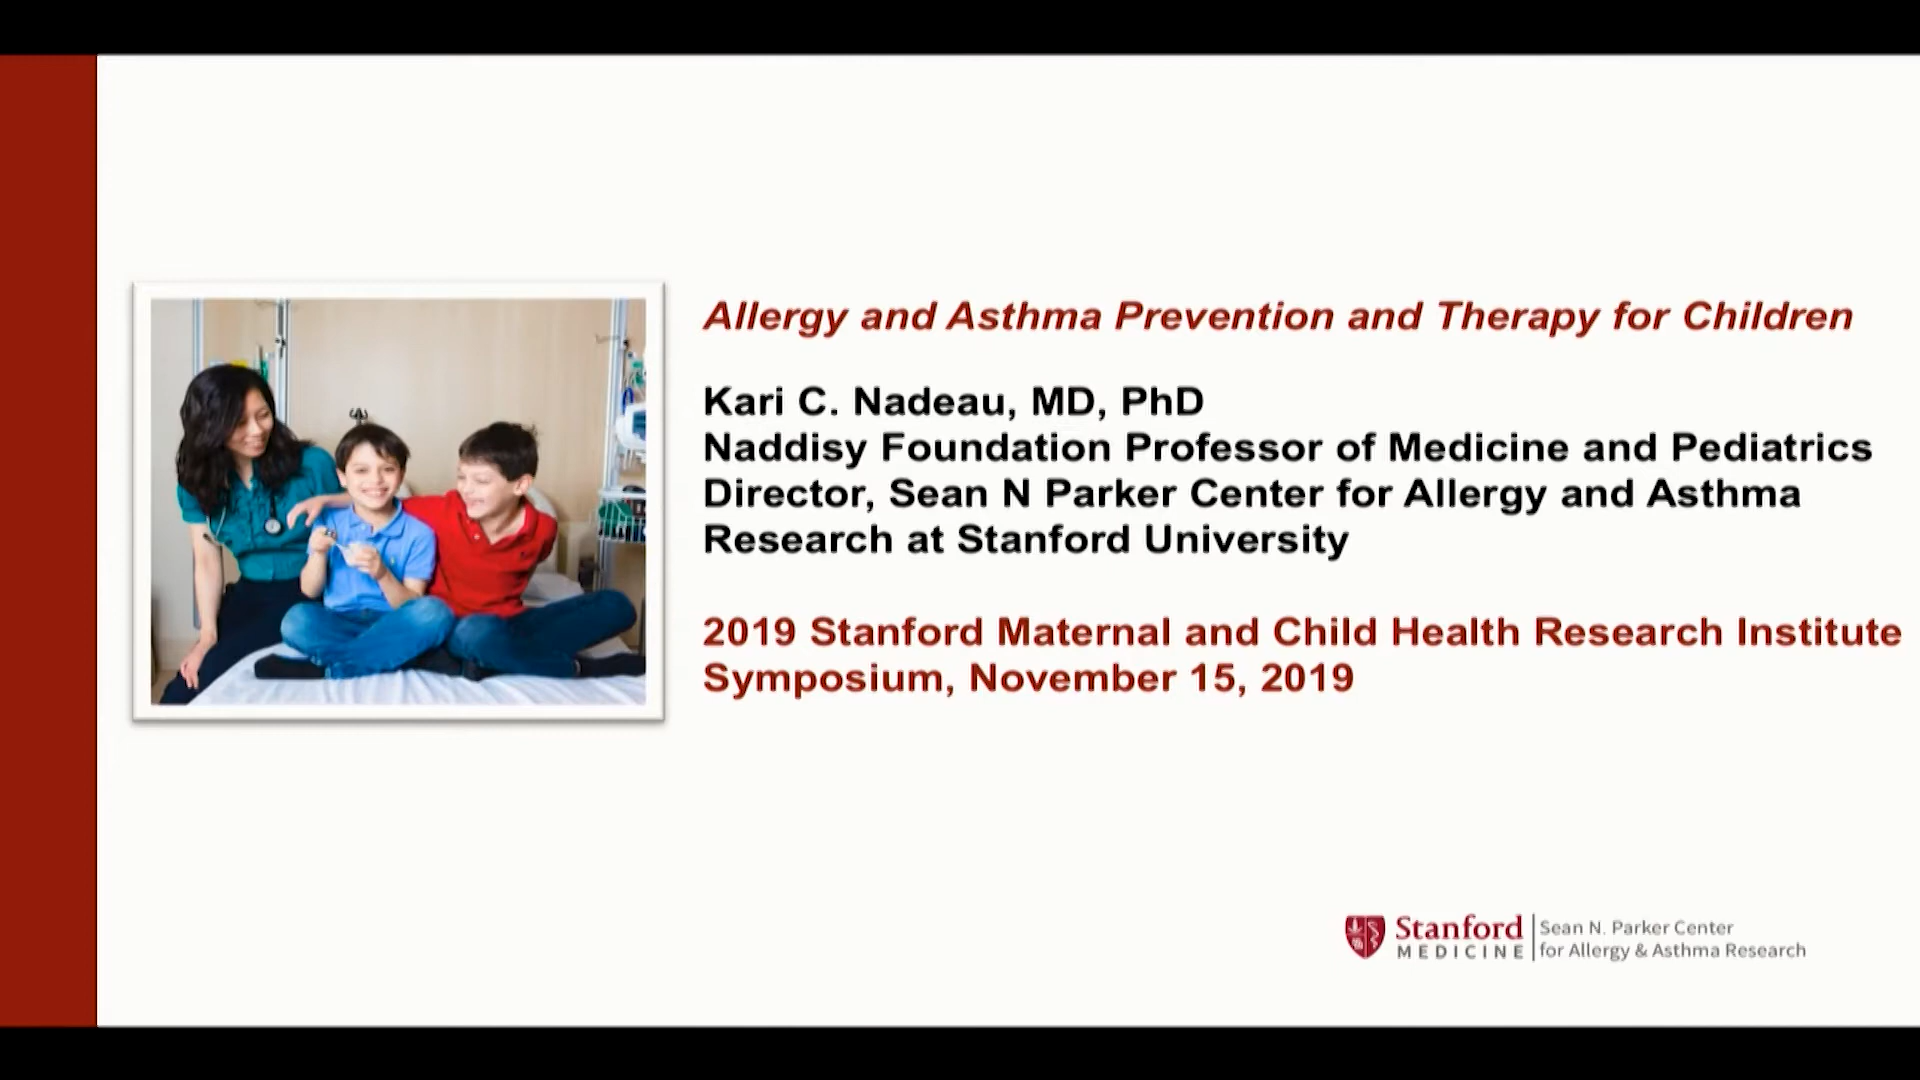 Allergy and Asthma Prevention and Therapy for Children
Kari C. Nadeau, MD, PhD
Naddisy Foundation Professor of Medicine and Pediatrics
Director, Sean N Parker Center for Allergy and Asthma
Research at Stanford University
2019 Stanford Maternal and Child Health Research Institute
Symposium, November 15, 2019
Stanford
MEDICINE
Sean N. Parker Center
for Allergy & Asthma Research